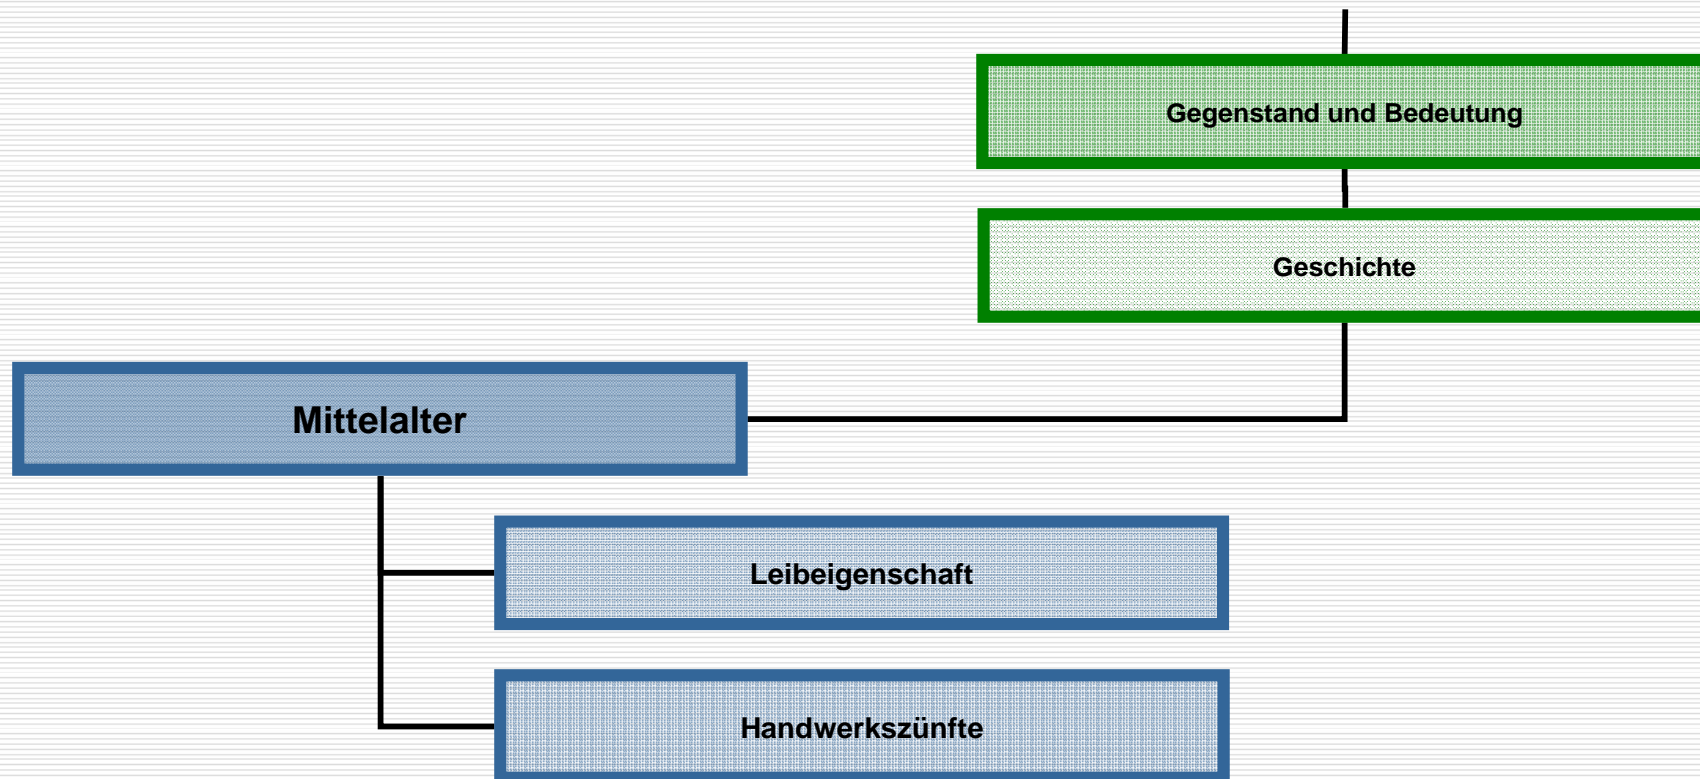 Gegenstand und Bedeutung
Geschichte
Mittelalter
Leibeigenschaft
Handwerkszünfte